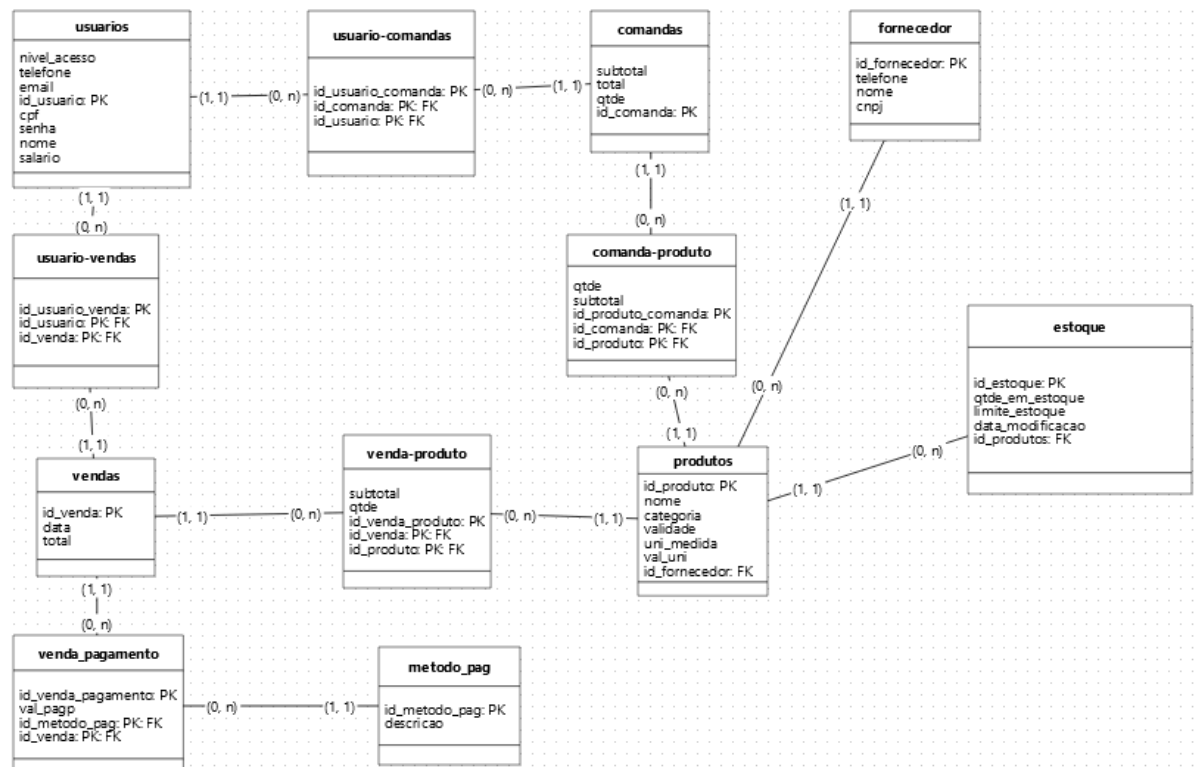 usuarios
nivel_acesso
telefone
email
id_usuario: PK
cpf
senha
nome
salario
(1, 1)
(0, n)
usuario-comandas
id_usuario_comanda: PK
id_comanda: PK: FK
id_usuario: PK: FK
(0, n)
(1, 1)
comandas
subtotal
total
qtde
id_comanda: PK
fornecedor
id_fornecedor: PK
telefone
nome
cnpj
(1, 1)
(0, n)
usuario-vendas
id_usuario_venda: PK
id_usuario: PK: FK
id_venda: PK: FK
(1, 1)
(0, n)
comanda-produto
qtde
subtotal
id_produto_comanda: PK
id_comanda: PK: FK
id_produto: PK: FK
(1, 1)
(0, n)
estoque
id_estoque: PK
qtde_em_estoque
limite_estoque
data_modificacao
id_produtos: FK
(0, n)
(1, 1)
(0, n)
(1, 1)
vendas
id_venda: PK
data
total
(1, 1)
(0, n)
venda-produto
subtotal
qtde
id_venda_produto: PK
id_venda: PK: FK
id_produto: PK: FK
(0, n)
(1, 1)
produtos
id_produto: PK
nome
categoria
validade
uni_medida
val_uni
id_fornecedor: FK
(1, 1)
(0, n)
(1, 1)
(0, n)
venda_pagamento
id_venda_pagamento: PK
val_pagp
id_metodo_pag: PK: FK
id_venda: PK: FK
(0, n)
(1, 1)
metodo_pag
id_metodo_pag: PK
descricao